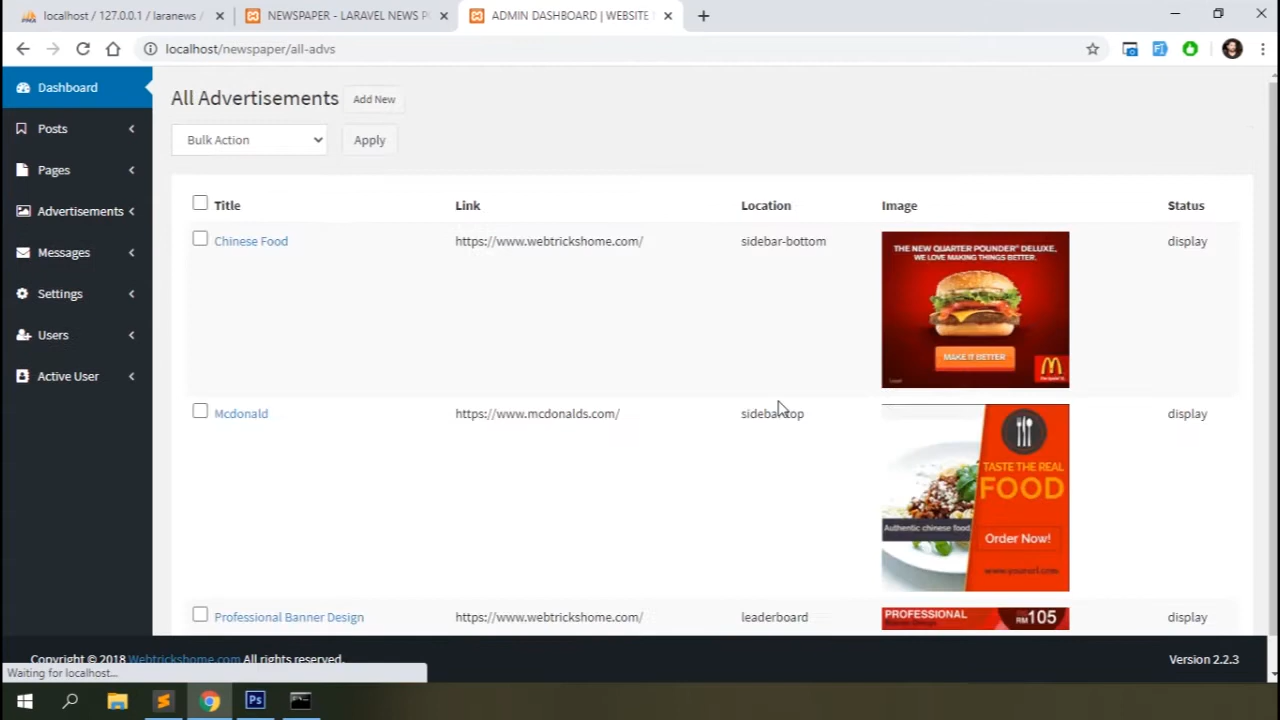 localhost / 127.0.0.1 / laranews /
NEWSPAPER - LARAVEL NEWS P
ADMIN DASHBOARD | WEBSITE
localhost/newspaper/all-advs
Dashboard
Posts
Pages
Advertisements
Messages
Settings
Users
Active User
All Advertisements Add New
Bulk Action Apply
Title Link Location Image Status
Chinese Food https://www.webtrickshome.com/ sidebar-bottom display
THE NEW QUARTER POUNDER DELUXE,
WE LOVE MAKING THINGS BETTER.
MAKE IT BETTER
Mcdonald https://www.mcdonalds.com/ sidebar-top display
TASTE THE REAL
FOOD
Authentic chinese food,
Order Now!
www.yoururl.com
Professional Banner Design https://www.webtrickshome.com/ leaderboard display
PROFESSIONAL
RM105
Copyright © 2018 Webtrickshome.com All rights reserved. Version 2.2.3
Waiting for localhost...
Ps